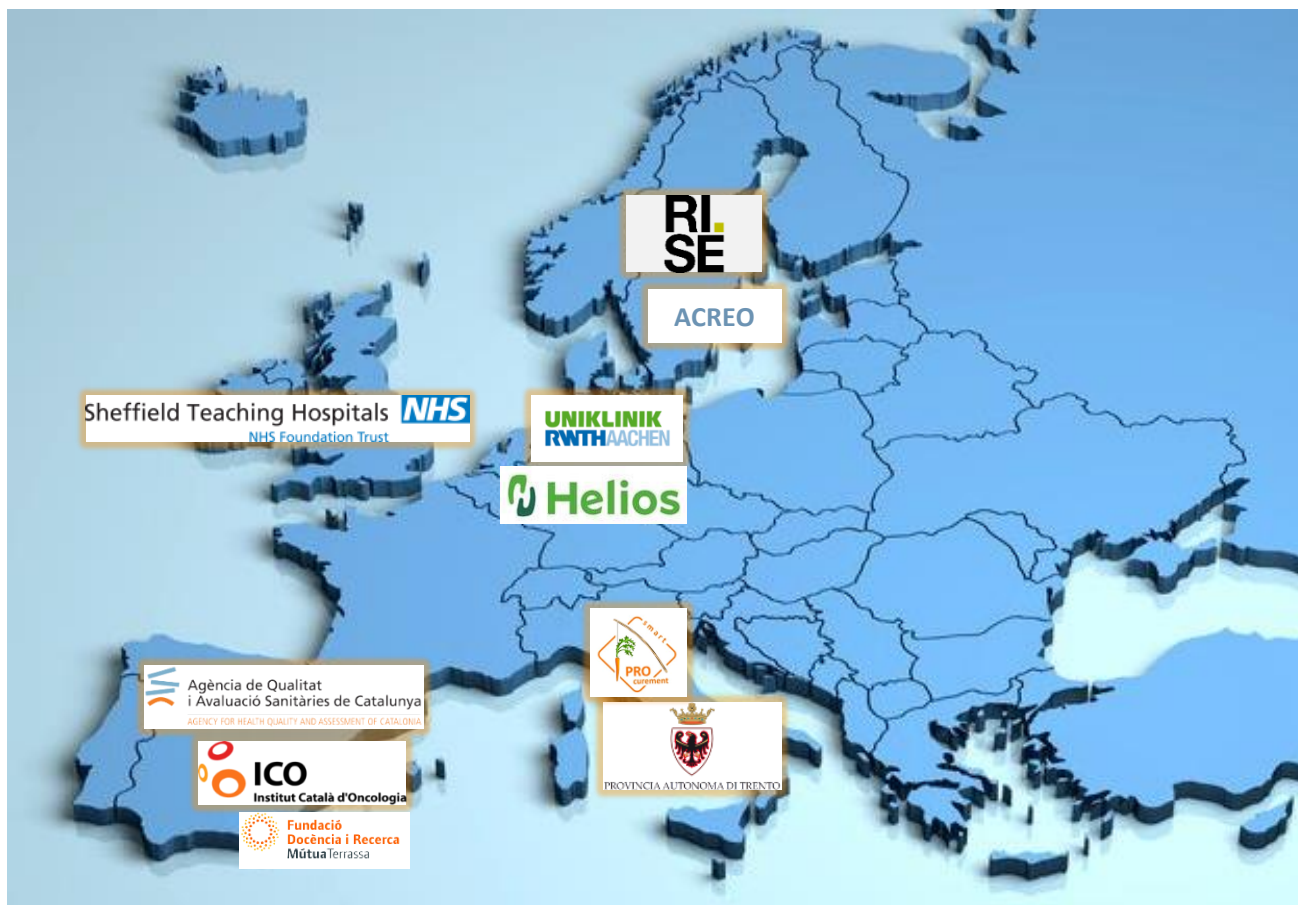 RI.
SE
ACREO
Sheffield Teaching Hospitals NHS
NHS Foundation Trust
UNIKLINIK
RWTHAACHEN
Helios
smart
PRO
curement
Agència de Qualitat
i Avaluació Sanitàries de Catalunya
AGENCY FOR HEALTH QUALITY AND ASSESSMENT OF CATALONIA
PROVINCIA AUTONOMA DI TRENTO
ICO
Institut Català d'Oncologia
Fundació
Docència i Recerca
MútuaTerrassa